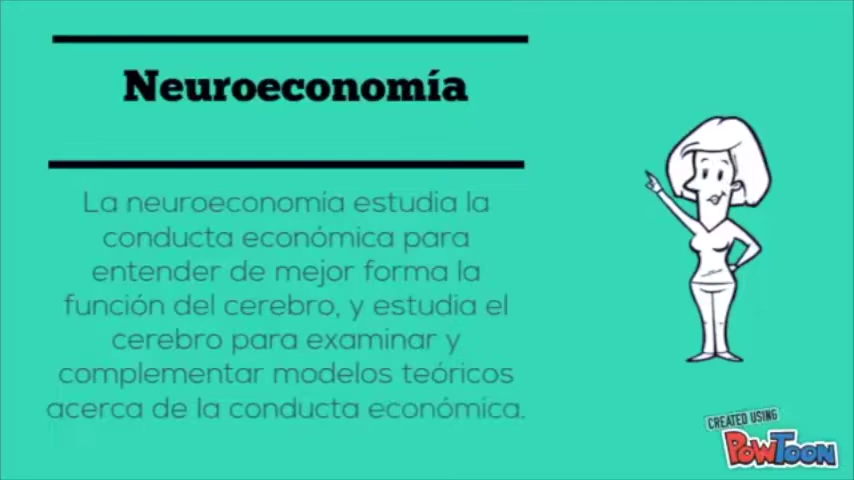 Neuroeconomía
La neuroeconomía estudia la
conducta económica para
entender de mejor forma la
función del cerebro, y estudia el
cerebro para examinar y
complementar modelos teóricos
acerca de la conducta económica.
CREATED USING
POWTOON